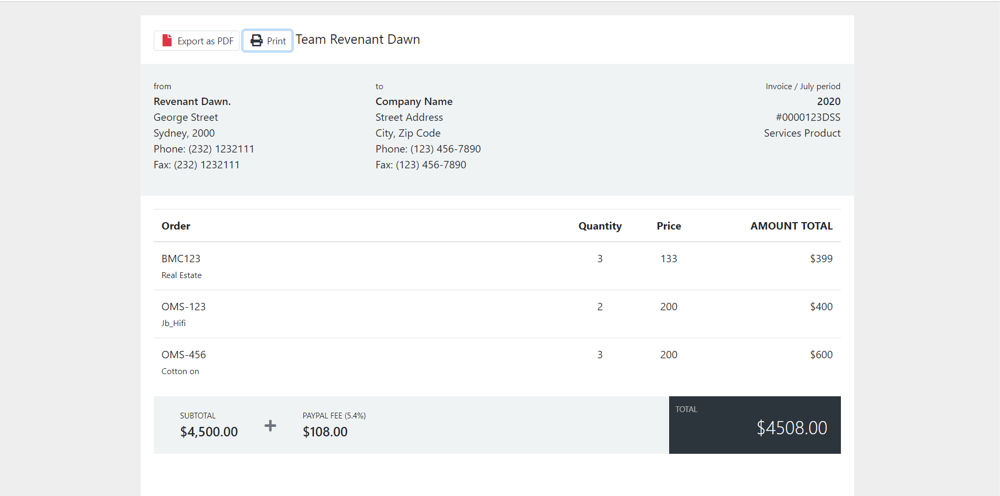 Export as PDF Print Team Revenant Dawn
from
Revenant Dawn.
George Street
Sydney, 2000
Phone: (232) 1232111
Fax: (232) 1232111
to
Company Name
Street Address
City, Zip Code
Phone: (123) 456-7890
Fax: (123) 456-7890
Invoice / July period
2020
#0000123DSS
Services Product
Order Quantity Price AMOUNT TOTAL
BMC123 3 133 $399
Real Estate
OMS-123 2 200 $400
Jb_Hifi
OMS-456 3 200 $600
Cotton on
SUBTOTAL
$4,500.00
+
PAYPAL FEE (5.4%)
$108.00
TOTAL
$4508.00